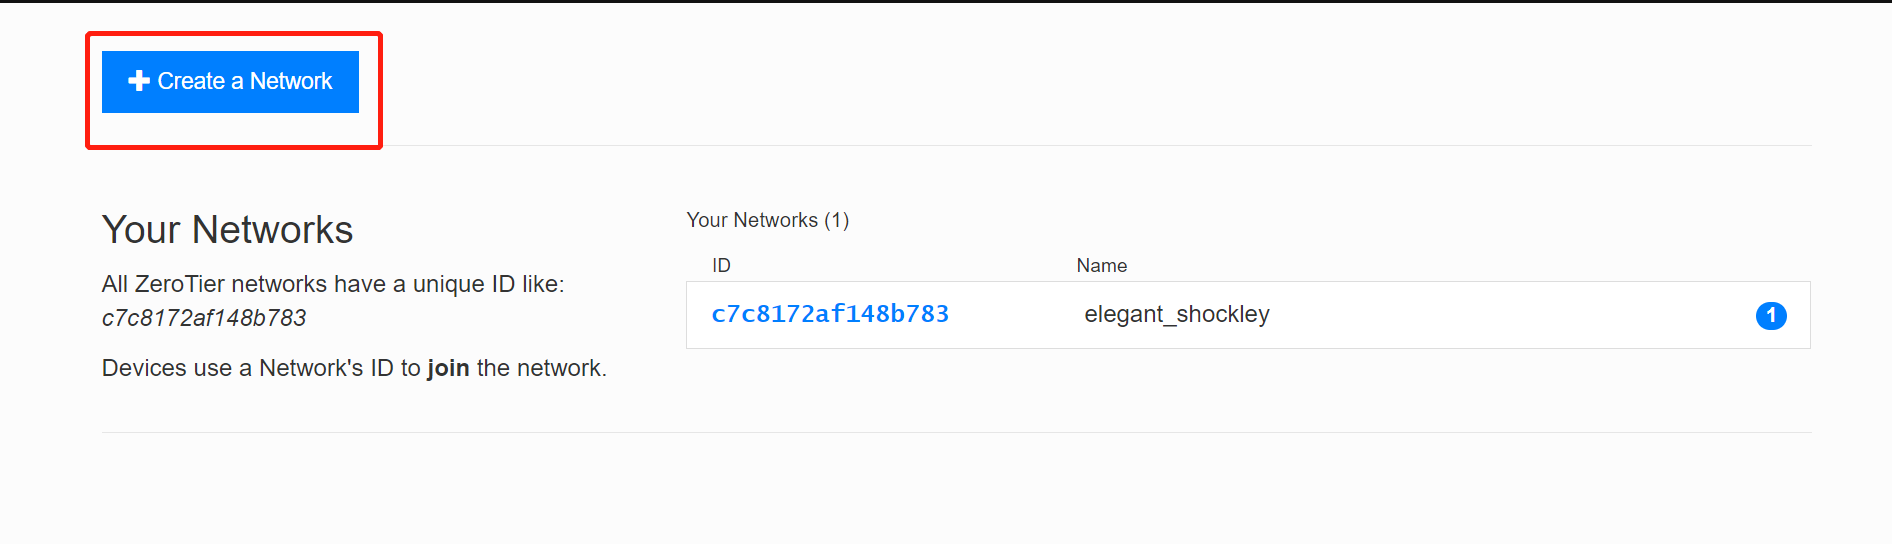 Create a Network
Your Networks
All ZeroTier networks have a unique ID like:
c7c8172af148b783
Devices use a Network's ID to join the network.
Your Networks (1)
ID Name
c7c8172af148b783 elegant_shockley 1